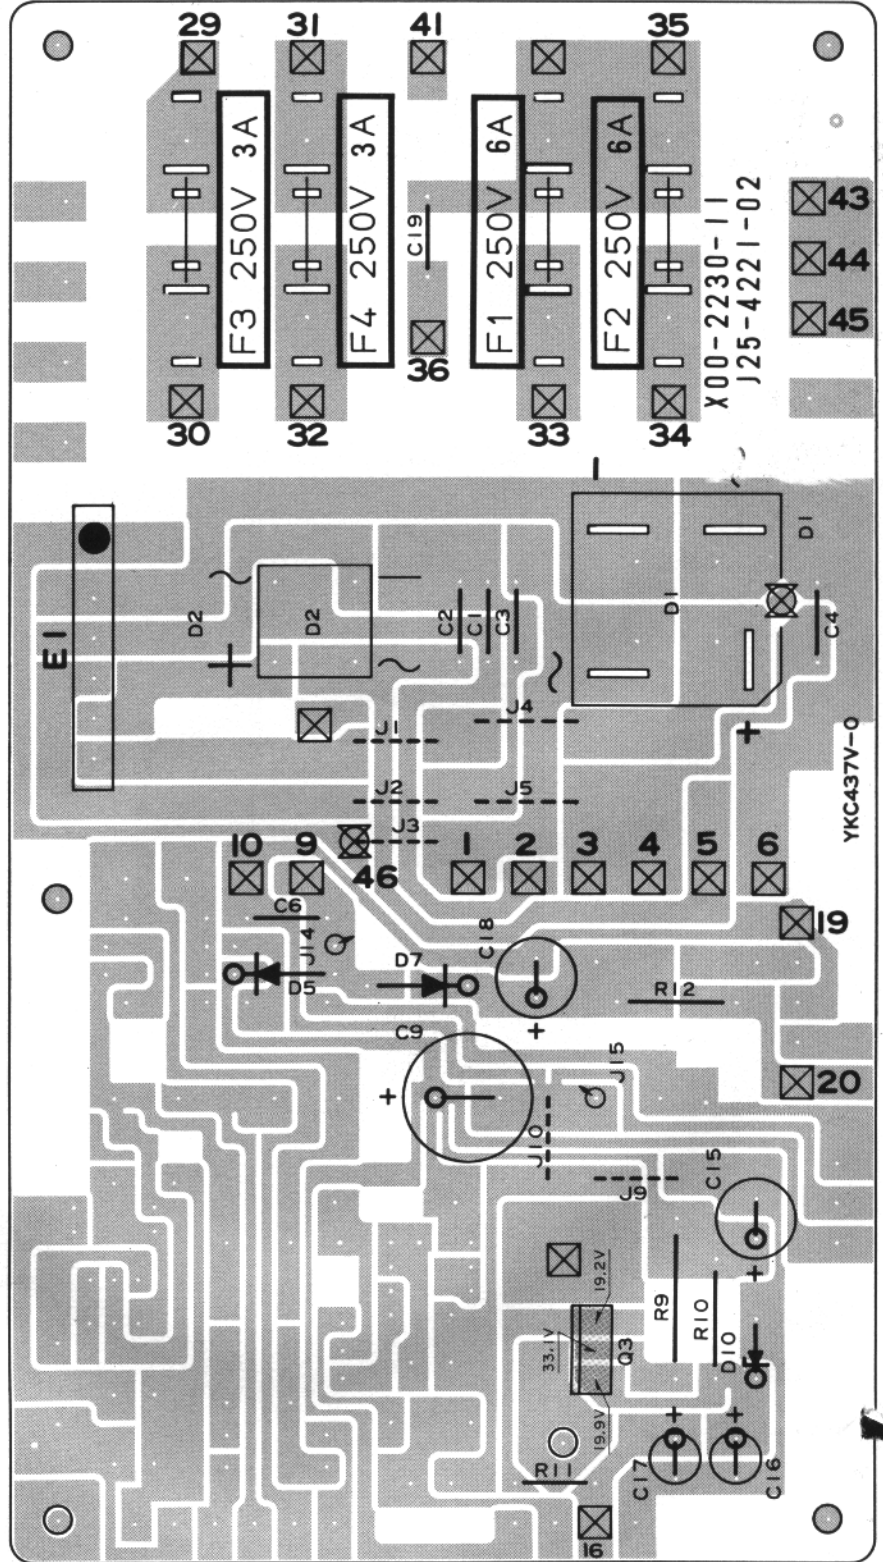 29 31 41 35
F3 250V 3A
F4 250V 3A
C19
F1 250V 6A
F2 250V 6A
X00-2230-11
J25-4221-02
43
44
45
36
30 32 33 34
E1
D2
D2
C2
C1
C3
D1
D1
C4
J1
J4
J2
J5
J3
YKC437V-0
10 9 46 1 2 3 4 5 6
19
C6
J14
D5
D7
C18
R12
C9
J15
20
J10
J9
C15
19.2V
33.1V
19.9V
Q3
R9
R10
D10
R11
C17
C16
16